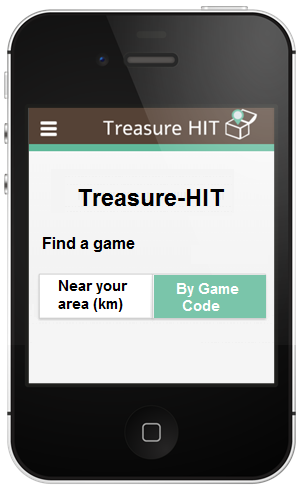 Treasure HIT
Treasure-HIT
Find a game
Near your
area (km)
By Game
Code